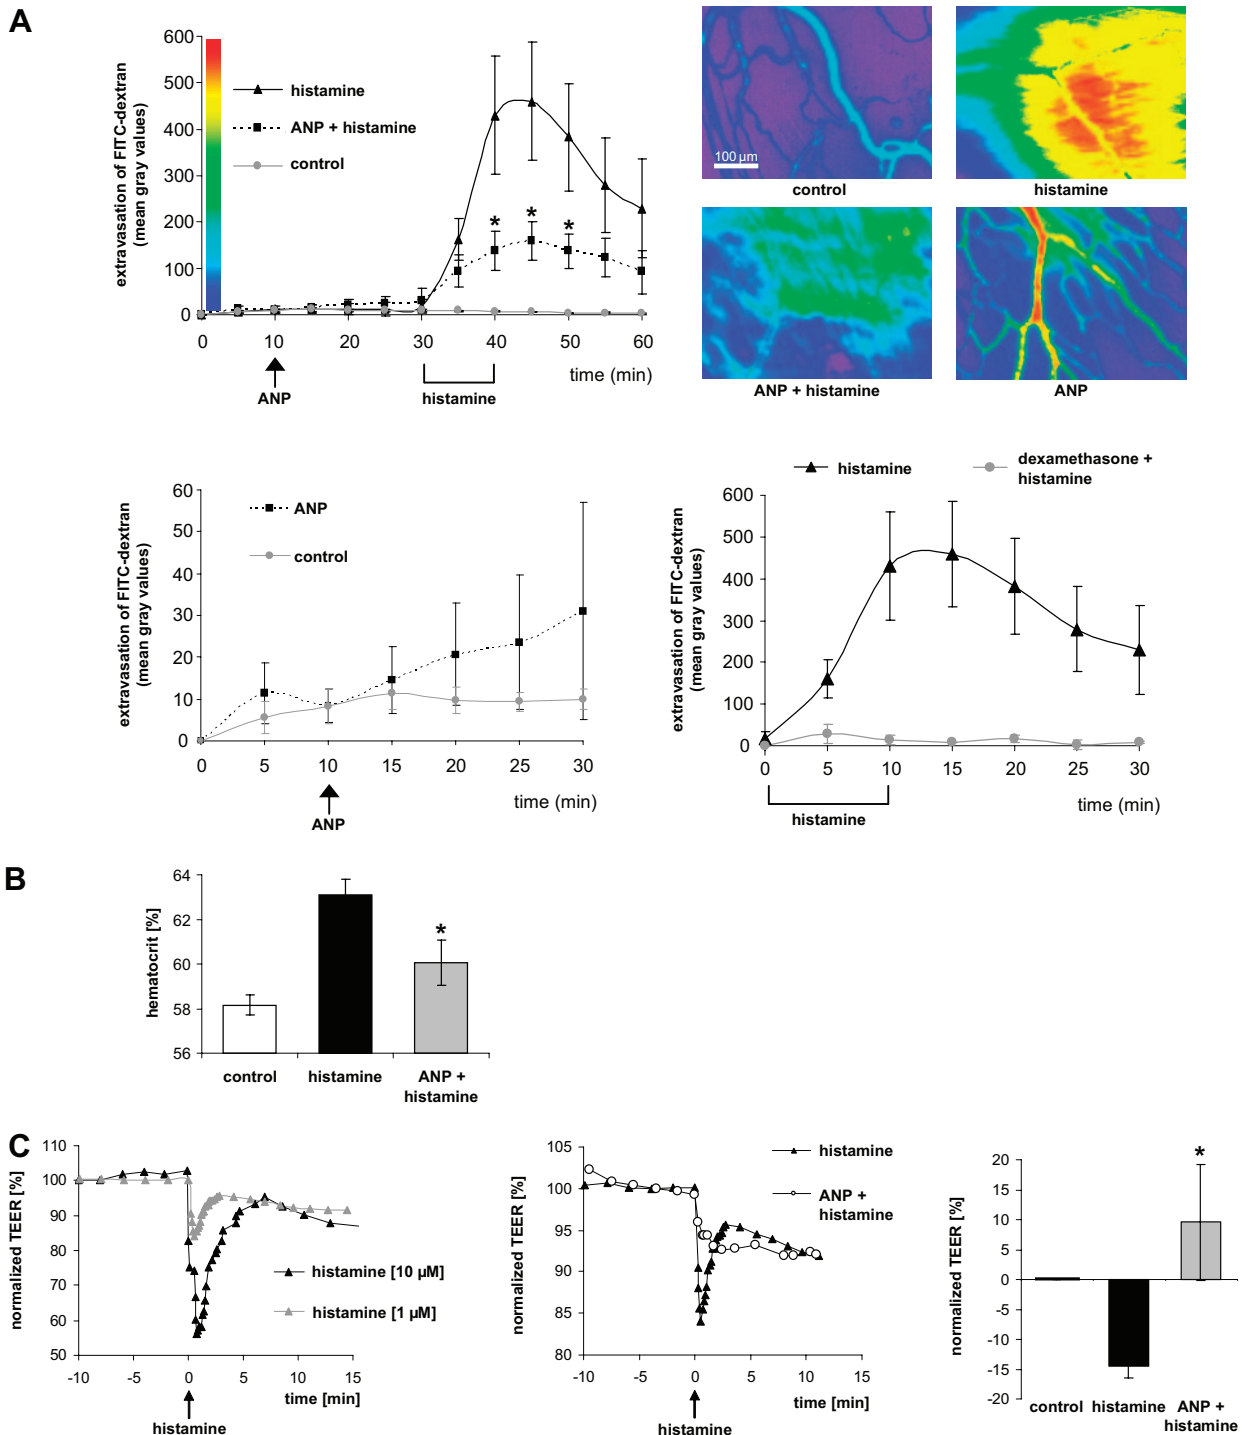 A
extravasation of FITC-dextran
(mean gray values)
600
500
400
300
200
100
0
histamine
ANP + histamine
control
* * *
0 10 20 30 40 50 60
time (min)
ANP
histamine
100 µm
control
histamine
ANP + histamine
ANP
extravasation of FITC-dextran
(mean gray values)
60
50
40
30
20
10
0
ANP
control
0 5 10 15 20 25 30
time (min)
ANP
histamine
dexamethasone +
histamine
extravasation of FITC-dextran
(mean gray values)
600
500
400
300
200
100
0
0 5 10 15 20 25 30
time (min)
histamine
B
hematocrit [%]
64
62
60
58
56
*
control
histamine
ANP +
histamine
C
normalized TEER [%]
110
100
90
80
70
60
50
histamine [10 µM]
histamine [1 µM]
-10 -5 0 5 10 15
time [min]
histamine
normalized TEER [%]
105
100
95
90
85
80
histamine
ANP +
histamine
-10 -5 0 5 10 15
time [min]
histamine
normalized TEER [%]
20
15
10
5
0
-5
-10
-15
-20
*
control
histamine
ANP +
histamine